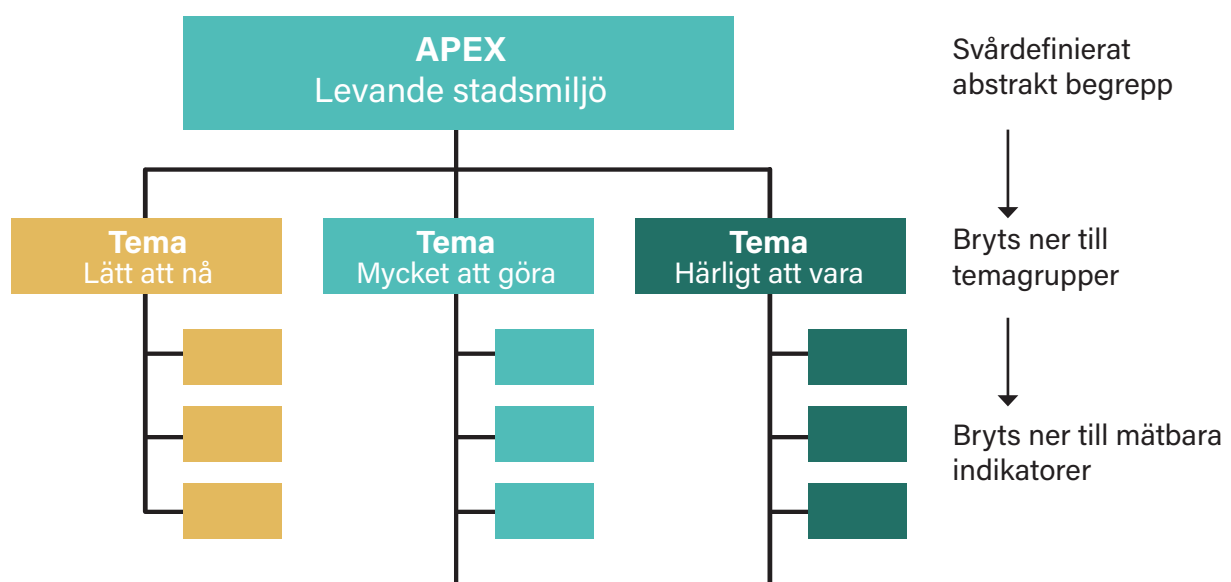 APEX
Levande stadsmiljö
Svårdefinierat
abstrakt begrepp
Tema
Lätt att nå
Tema
Mycket att göra
Tema
Härligt att vara
Bryts ner till
temagrupper
Bryts ner till mätbara
indikatorer